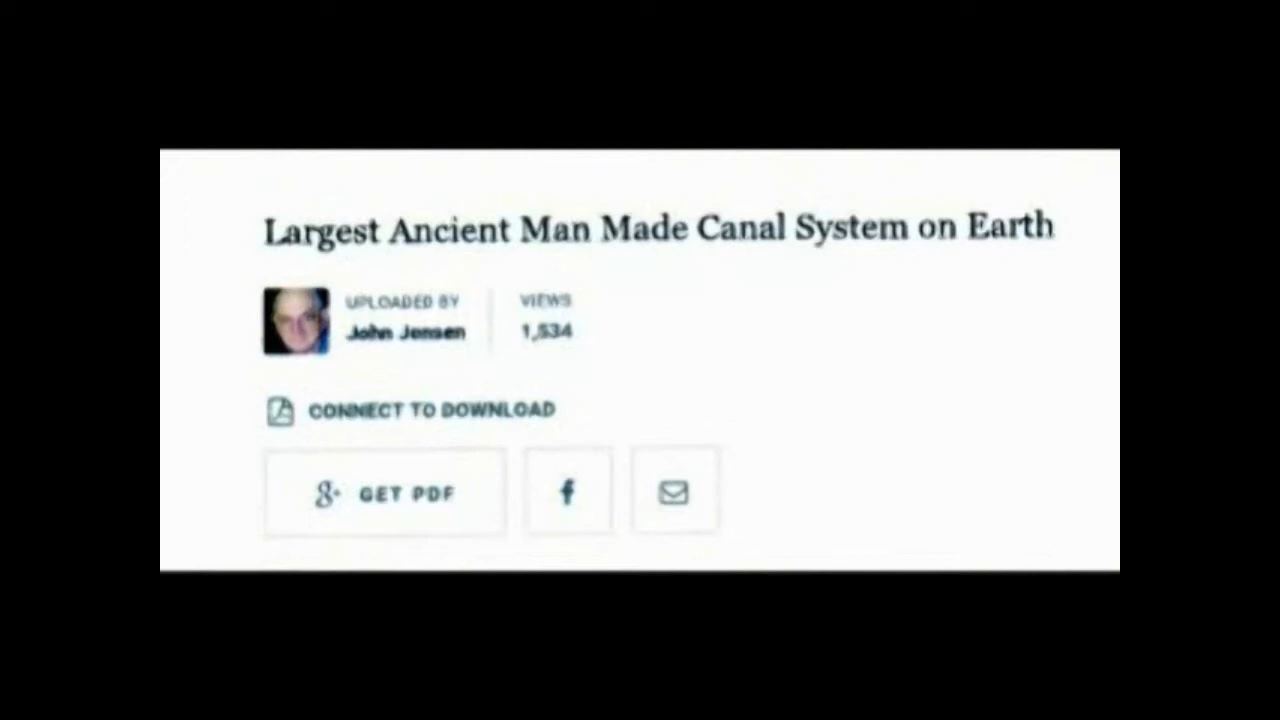 Largest Ancient Man Made Canal System on Earth
UPLOADED BY
John Jensen
VIEWS
1,534
CONNECT TO DOWNLOAD
g+ GET PDF
f